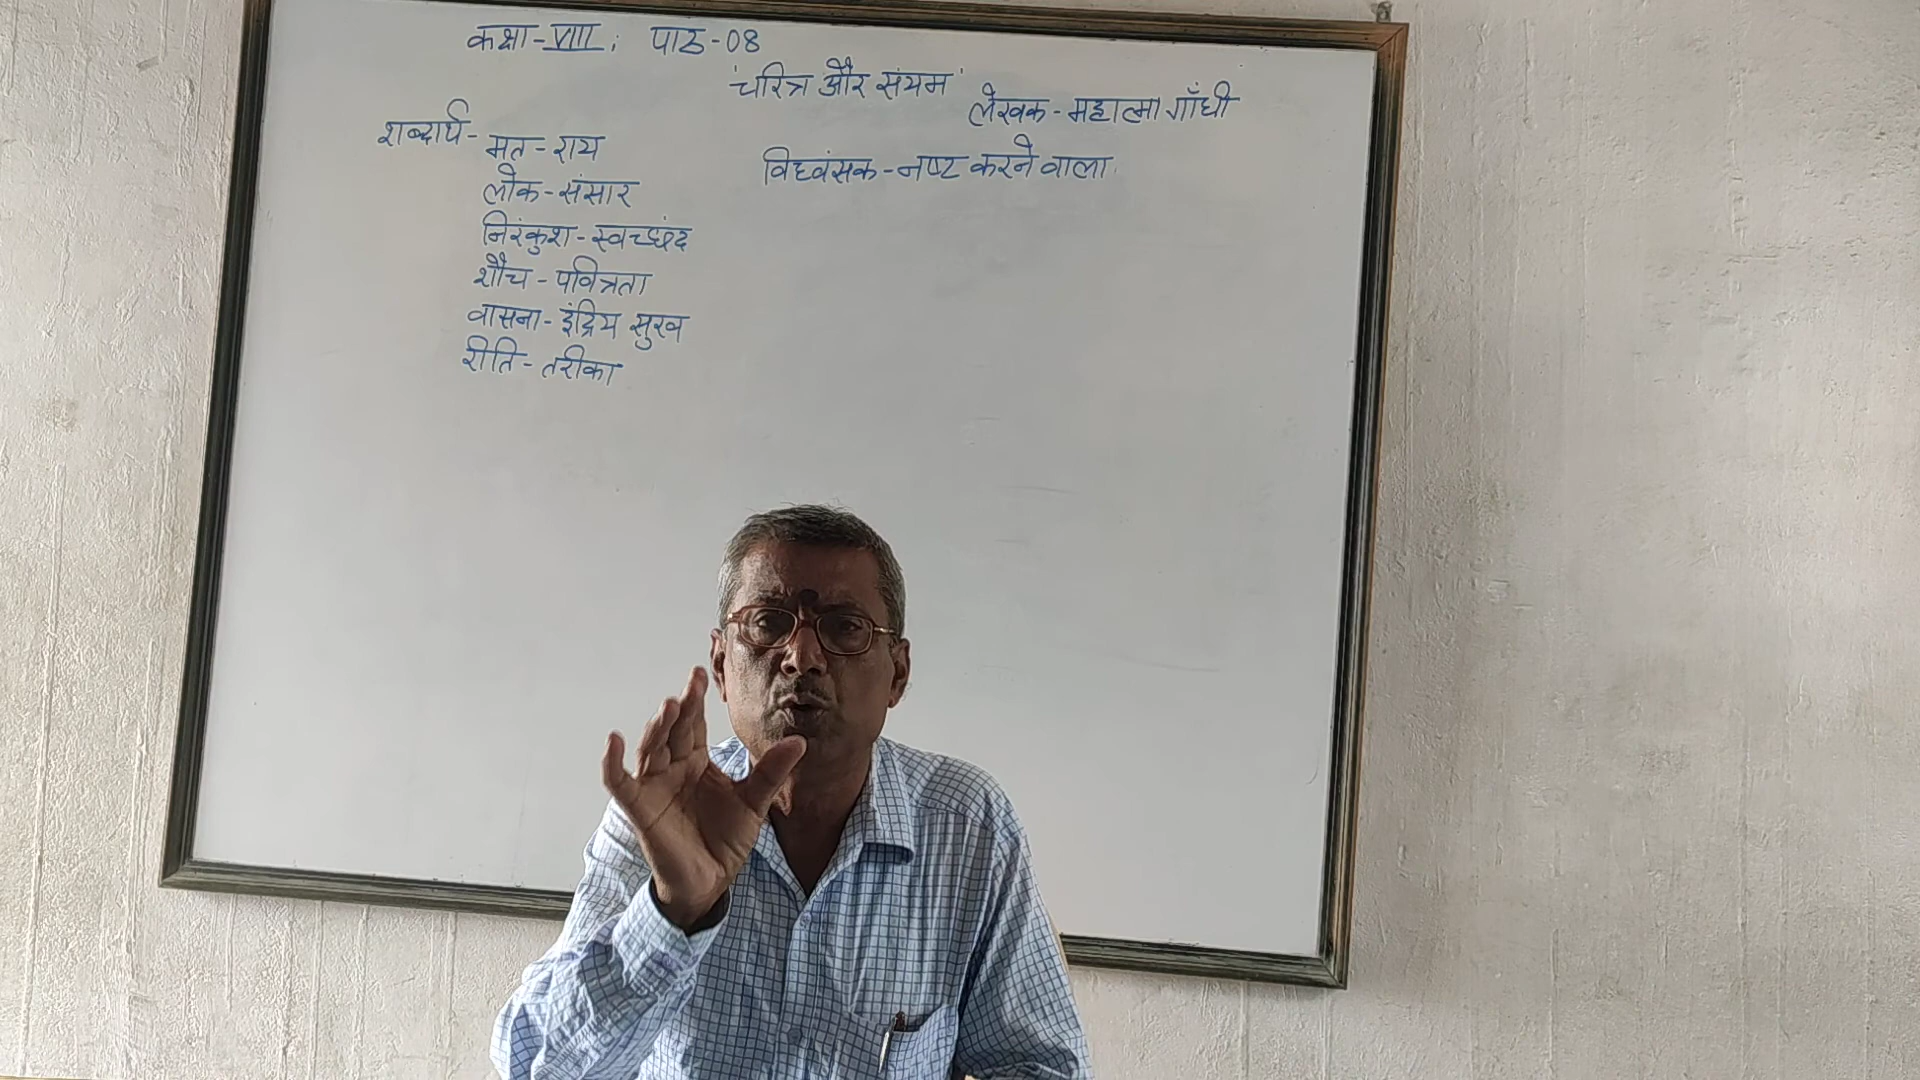 कक्षा-VIII; पाठ-08
'चरित्र और संयम'
लेखक-महात्मा गाँधी
शब्दार्थ-
मत-राय
लोक-संसार
निरंकुश-स्वच्छंद
शौच-पवित्रता
वासना-इंद्रिय सुख
रीति-तरीका
विध्वंसक-नष्ट करने वाला